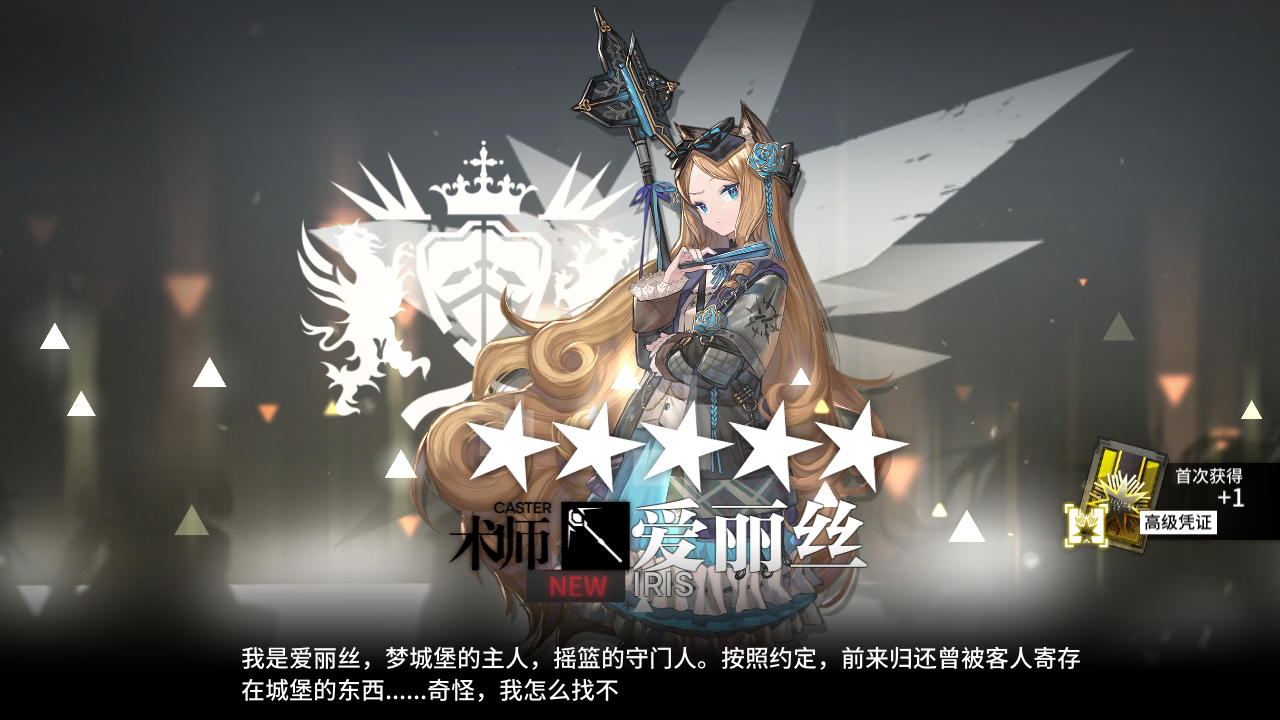 首次获得
+1
高级凭证
CASTER
术师
爱丽丝
NEW
IRIS
我是爱丽丝，梦城堡的主人，摇篮的守门人。按照约定，前来归还曾被客人寄存
在城堡的东西......奇怪，我怎么找不